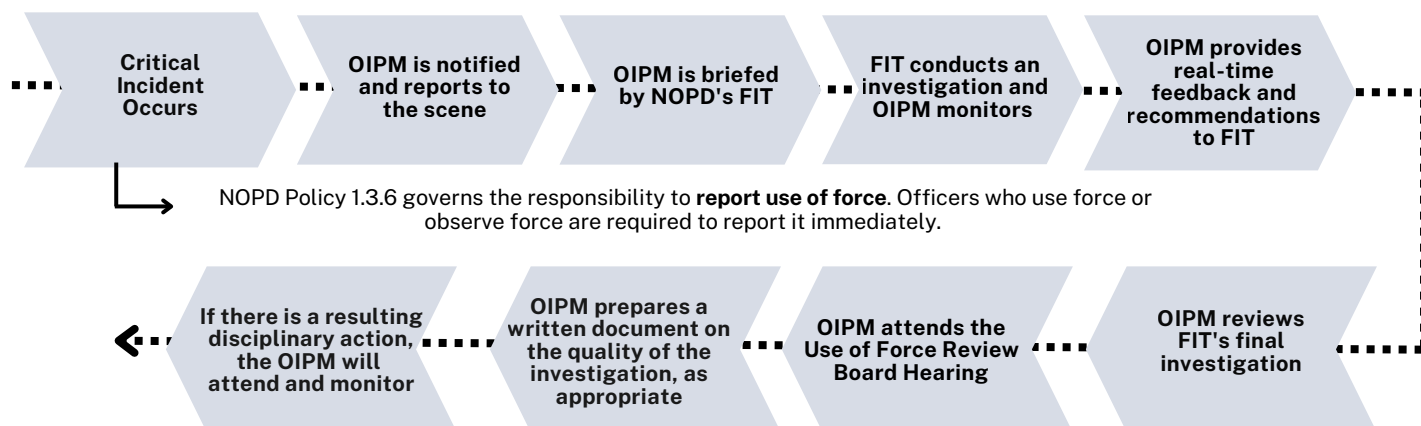 Critical
Incident
Occurs
OIPM is notified
and reports to
the scene
OIPM is briefed
by NOPD's FIT
FIT conducts an
investigation and
OIPM monitors
OIPM provides
real-time
feedback and
recommendations
to FIT
NOPD Policy 1.3.6 governs the responsibility to report use of force. Officers who use force or
observe force are required to report it immediately.
OIPM reviews
FIT's final
investigation
OIPM attends the
Use of Force Review
Board Hearing
OIPM prepares a
written document on
the quality of the
investigation, as
appropriate
If there is a resulting
disciplinary action,
the OIPM will
attend and monitor